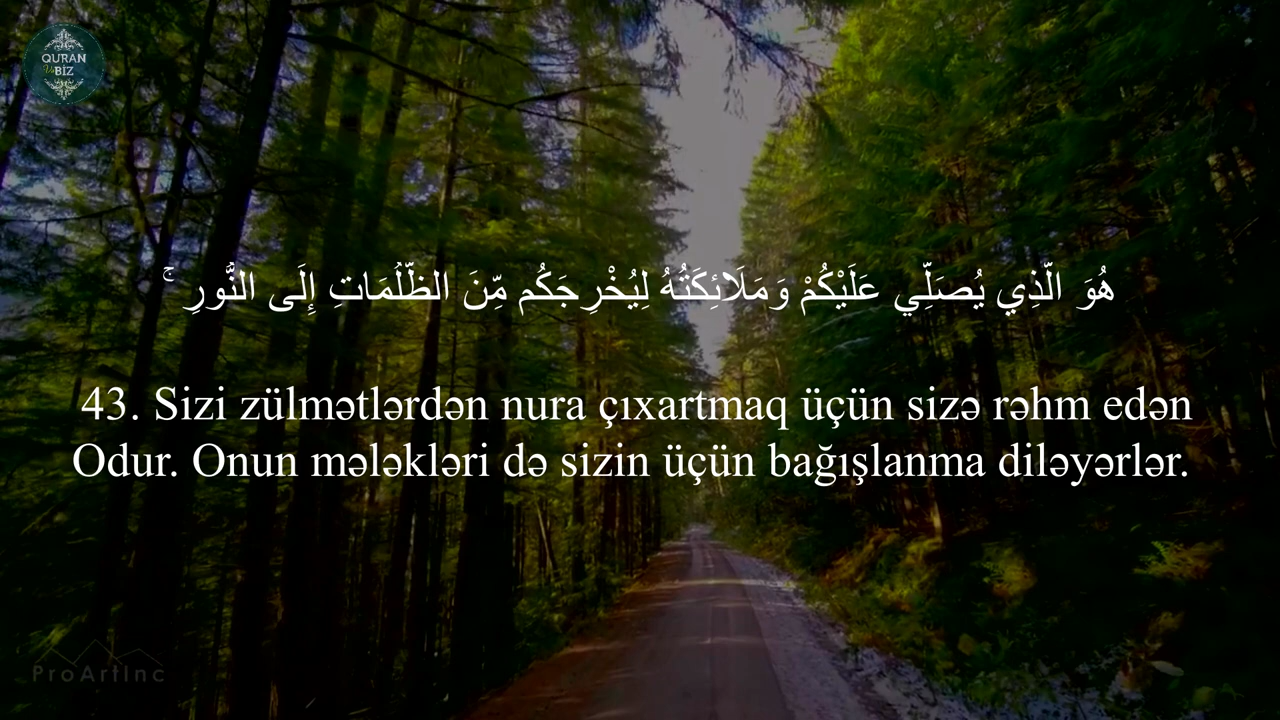 QURAN
Və BİZ
هُوَ الَّذِي يُصَلِّي عَلَيْكُمْ وَمَلَائِكَتُهُ لِيُخْرِجَكُم مِّنَ الظُّلُمَاتِ إِلَى النُّورِ ۚ
43. Sizi zülmətlərdən nura çıxartmaq üçün sizə rəhm edən
Odur. Onun mələkləri də sizin üçün bağışlanma diləyərlər.
ProArtInc